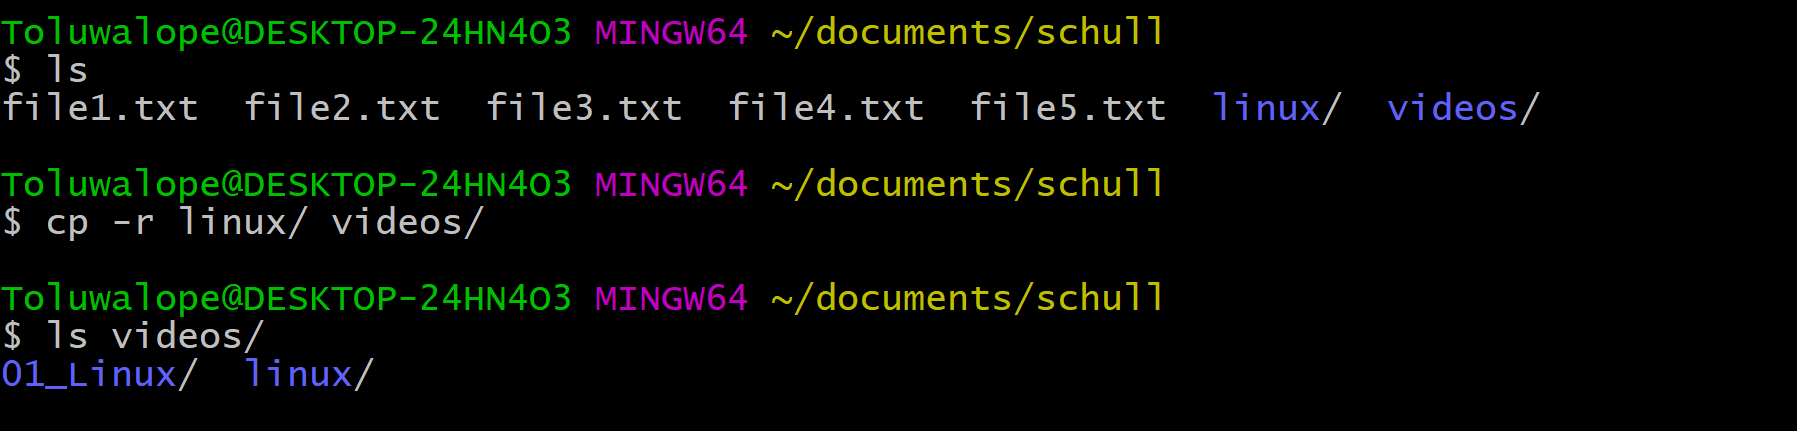 Toluwalope@DESKTOP-24HN4O3 MINGW64 ~/documents/schull
$ ls
file1.txt  file2.txt  file3.txt  file4.txt  file5.txt  linux/  videos/
Toluwalope@DESKTOP-24HN4O3 MINGW64 ~/documents/schull
$ cp -r linux/ videos/
Toluwalope@DESKTOP-24HN4O3 MINGW64 ~/documents/schull
$ ls videos/
01_Linux/  linux/